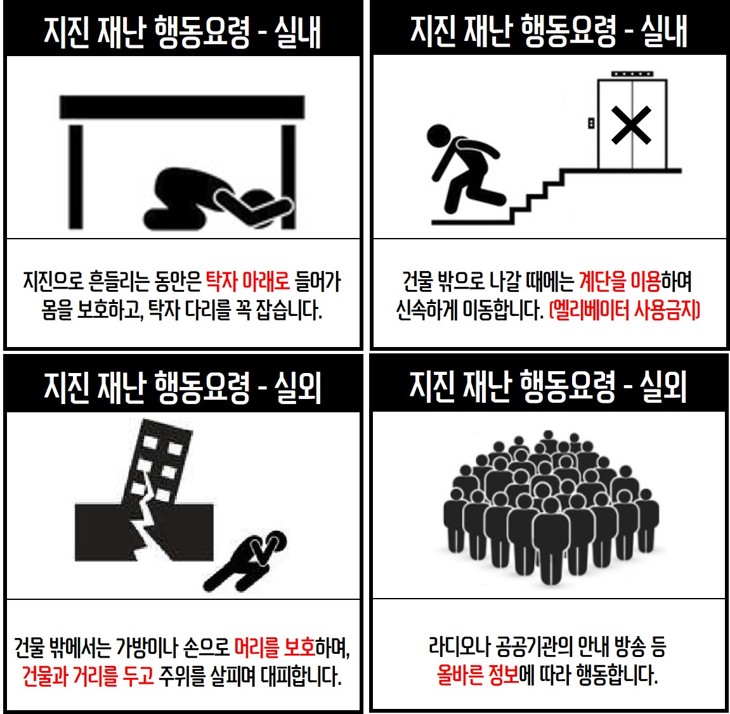 지진 재난 행동요령 - 실내
지진으로 흔들리는 동안은 탁자 아래로 들어가
몸을 보호하고, 탁자 다리를 꼭 잡습니다.
지진 재난 행동요령 - 실내
건물 밖으로 나갈 때에는 계단을 이용하여
신속하게 이동합니다. (엘리베이터 사용금지)
지진 재난 행동요령 - 실외
건물 밖에서는 가방이나 손으로 머리를 보호하며,
건물과 거리를 두고 주위를 살피며 대피합니다.
지진 재난 행동요령 - 실외
라디오나 공공기관의 안내 방송 등
올바른 정보에 따라 행동합니다.